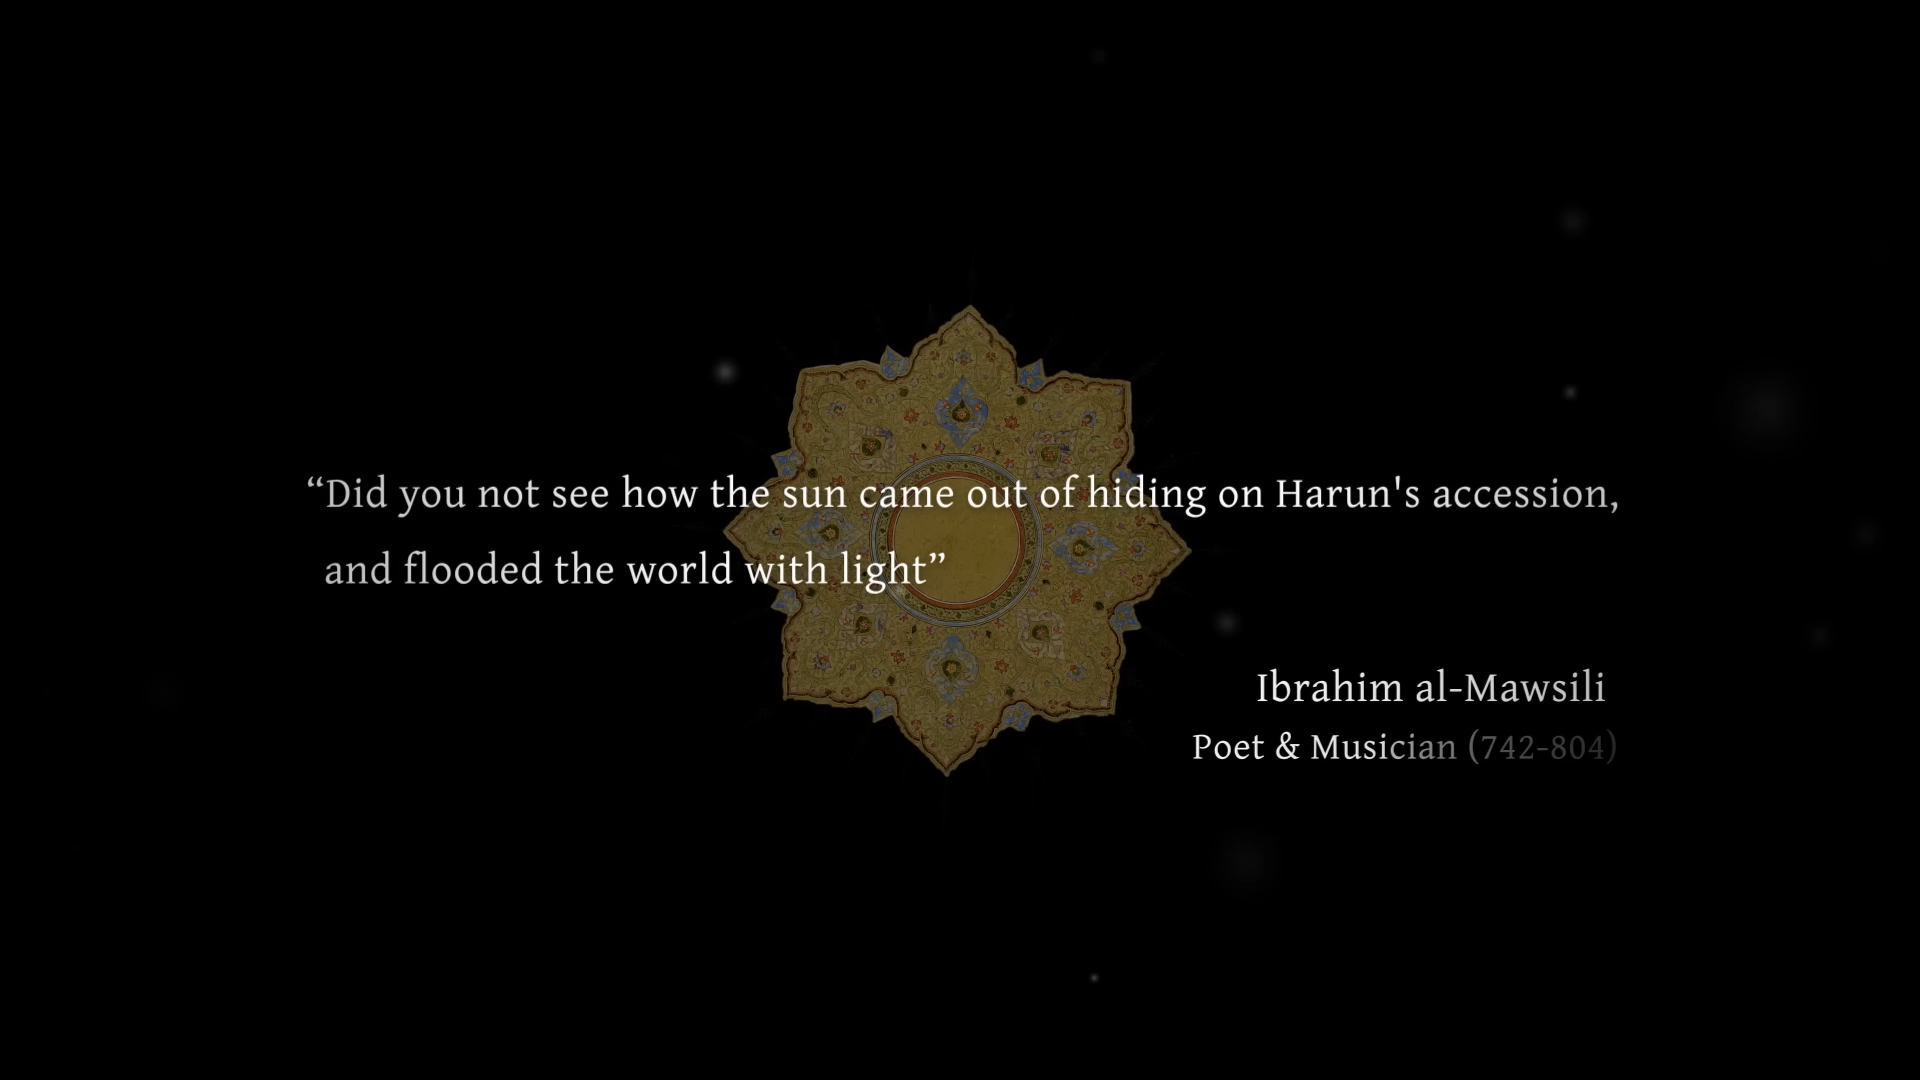 “Did you not see how the sun came out of hiding on Harun's accession,
and flooded the world with light”
Ibrahim al-Mawsili
Poet & Musician (742-804)